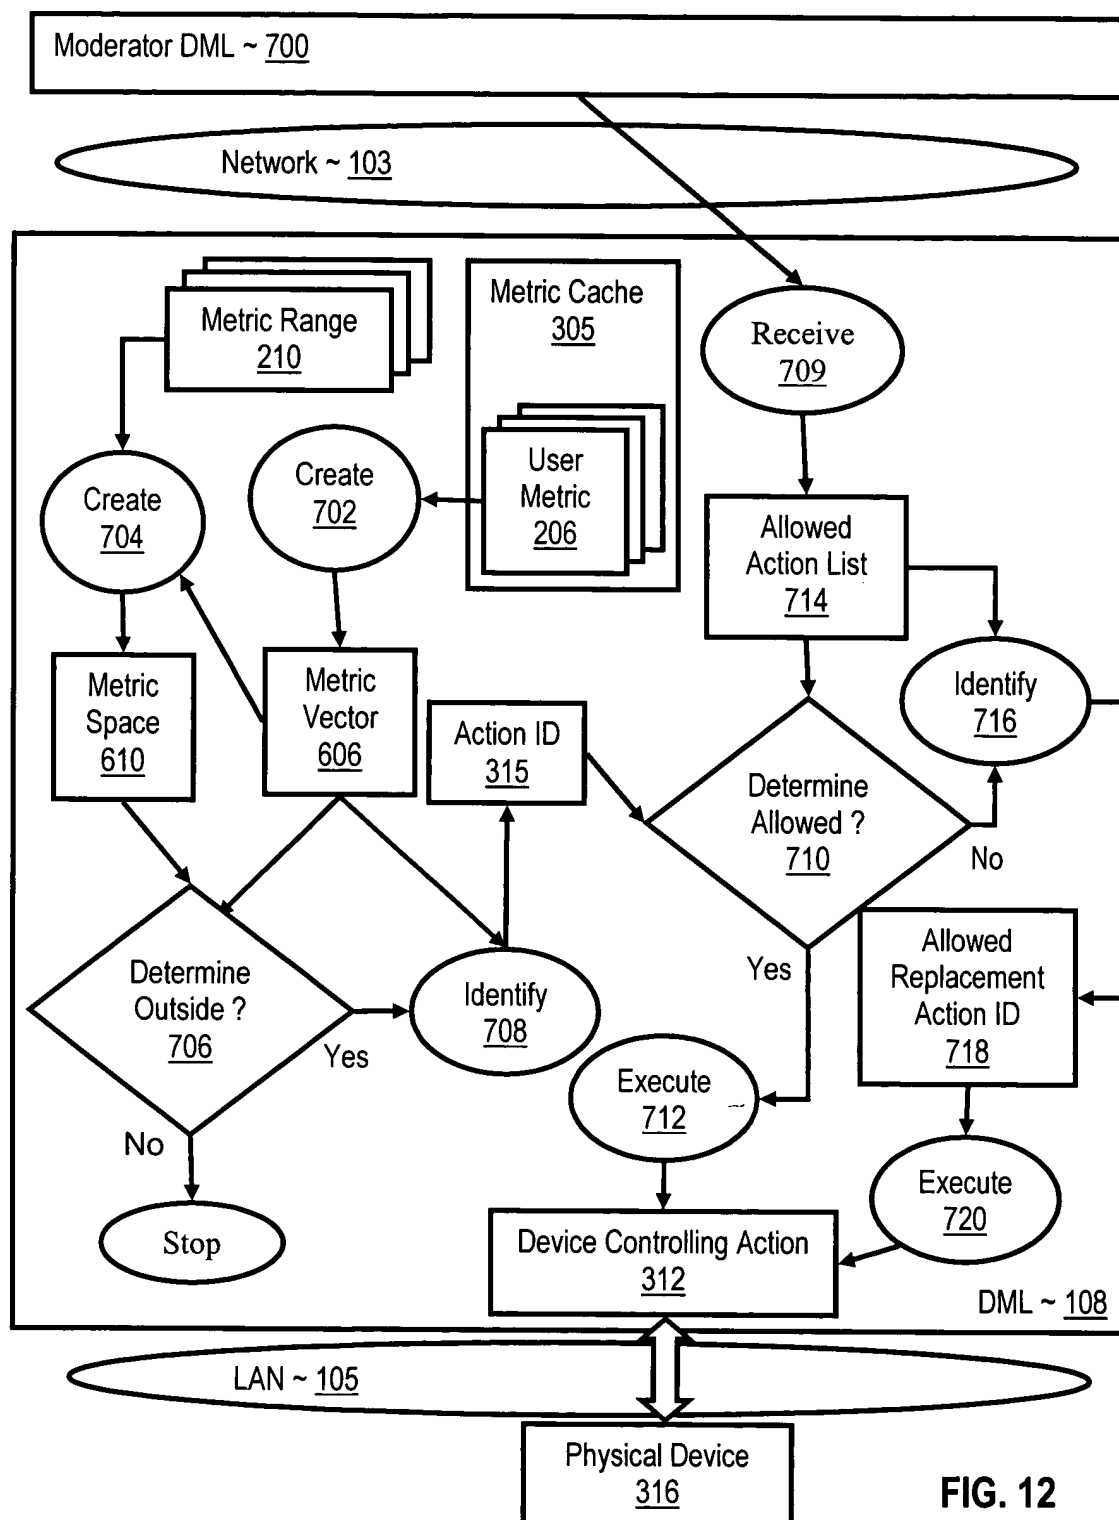 Moderator DML ~ 700
Network ~ 103
Metric Range
210
Metric Cache
305
Receive
709
User
Metric
206
Create
702
Create
704
Allowed
Action List
714
Metric
Space
610
Metric
Vector
606
Action ID
315
Identify
716
Determine
Allowed ?
710
No
Yes
Determine
Outside ?
706
Yes
No
Identify
708
Allowed
Replacement
Action ID
718
Execute
712
Execute
720
Stop
Device Controlling Action
312
DML ~ 108
LAN ~ 105
Physical Device
316
FIG. 12